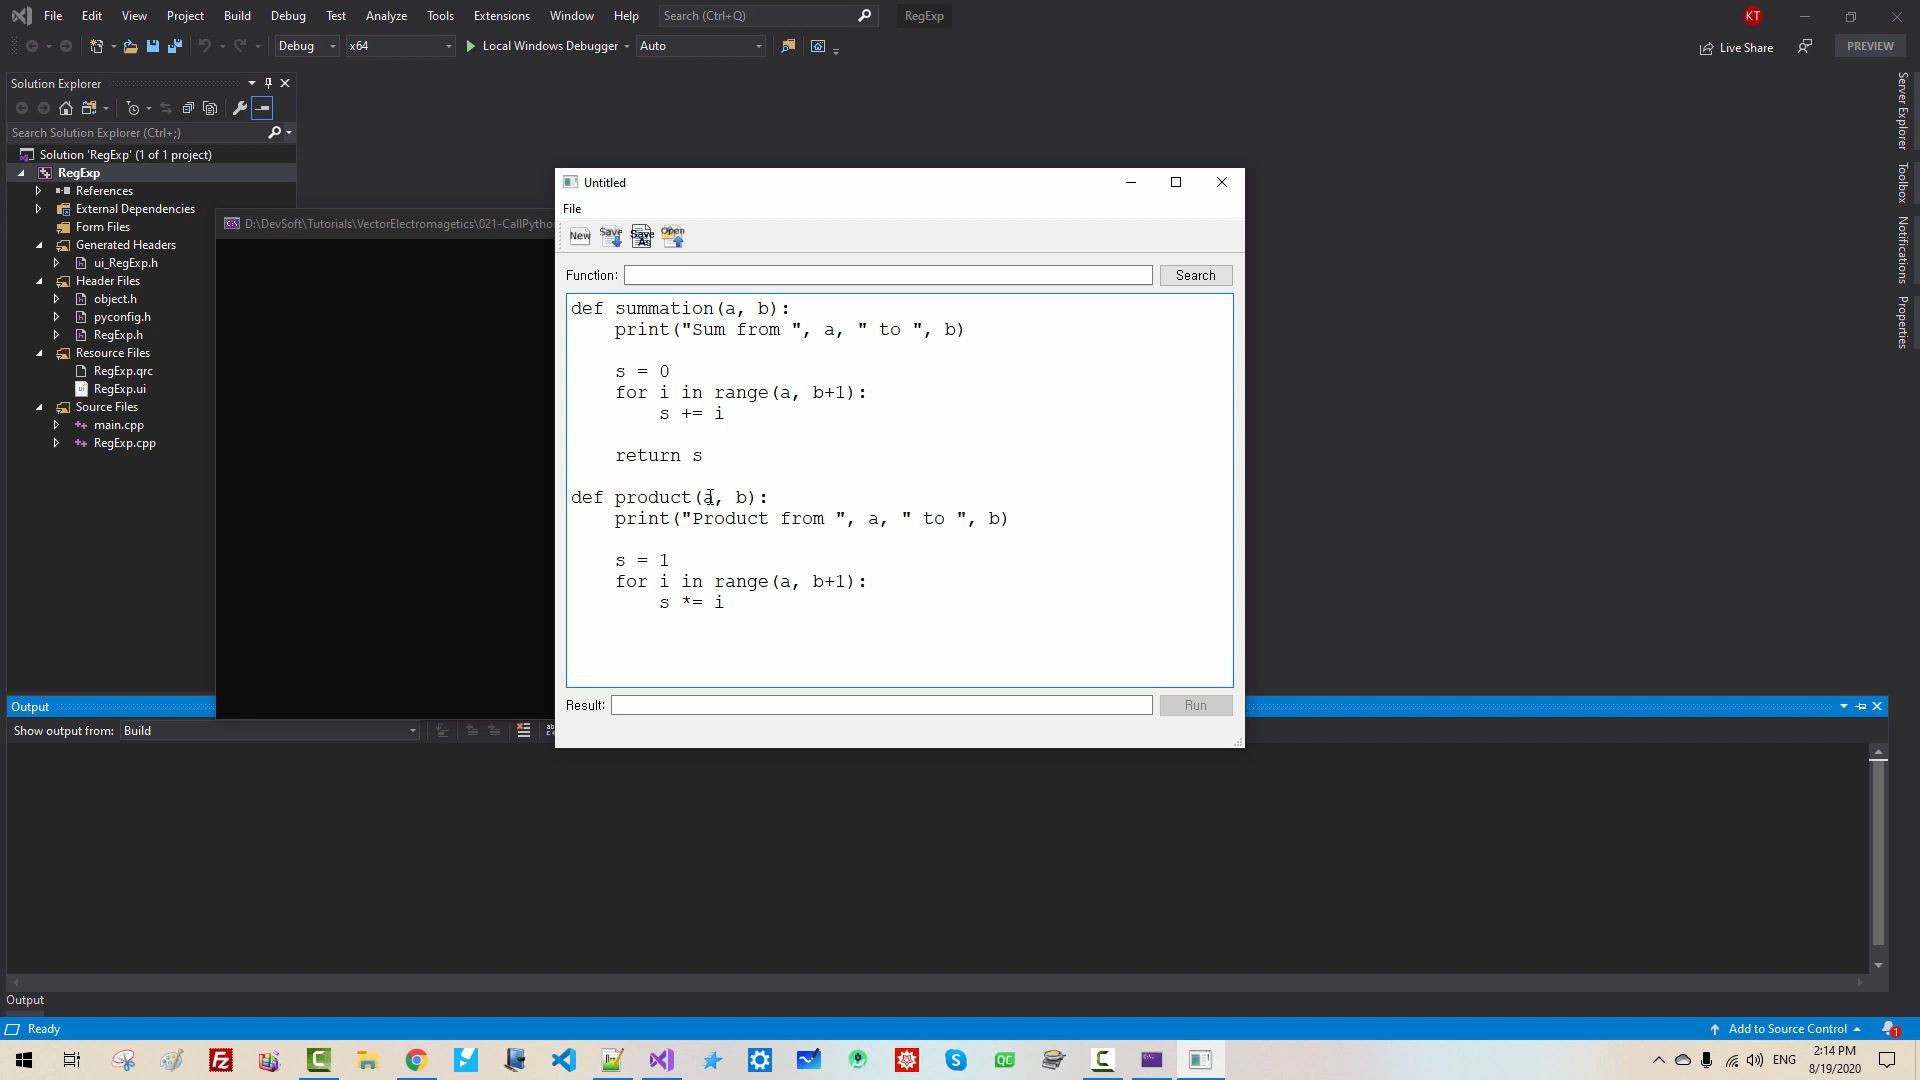 File Edit View Project Build Debug Test Analyze Tools Extensions Window Help Search (Ctrl+Q) RegExp KT
Debug x64 Local Windows Debugger Auto Live Share PREVIEW
Solution Explorer
Search Solution Explorer (Ctrl+;)
Solution 'RegExp' (1 of 1 project)
RegExp
References
External Dependencies
Form Files
Generated Headers
ui_RegExp.h
Header Files
object.h
pyconfig.h
RegExp.h
Resource Files
RegExp.qrc
RegExp.ui
Source Files
main.cpp
RegExp.cpp
D:\DevSoft\Tutorials\VectorElectromagetics\021-CallPytho
Untitled
File
New Save Save As Open
Function: Search
def summation(a, b):
    print("Sum from ", a, " to ", b)
    s = 0
    for i in range(a, b+1):
        s += i
    return s
def product(a, b):
    print("Product from ", a, " to ", b)
    s = 1
    for i in range(a, b+1):
        s *= i
Result: Run
Server Explorer
Toolbox
Notifications
Properties
Output
Show output from: Build
Output
Ready Add to Source Control 1
ENG 2:14 PM
8/19/2020